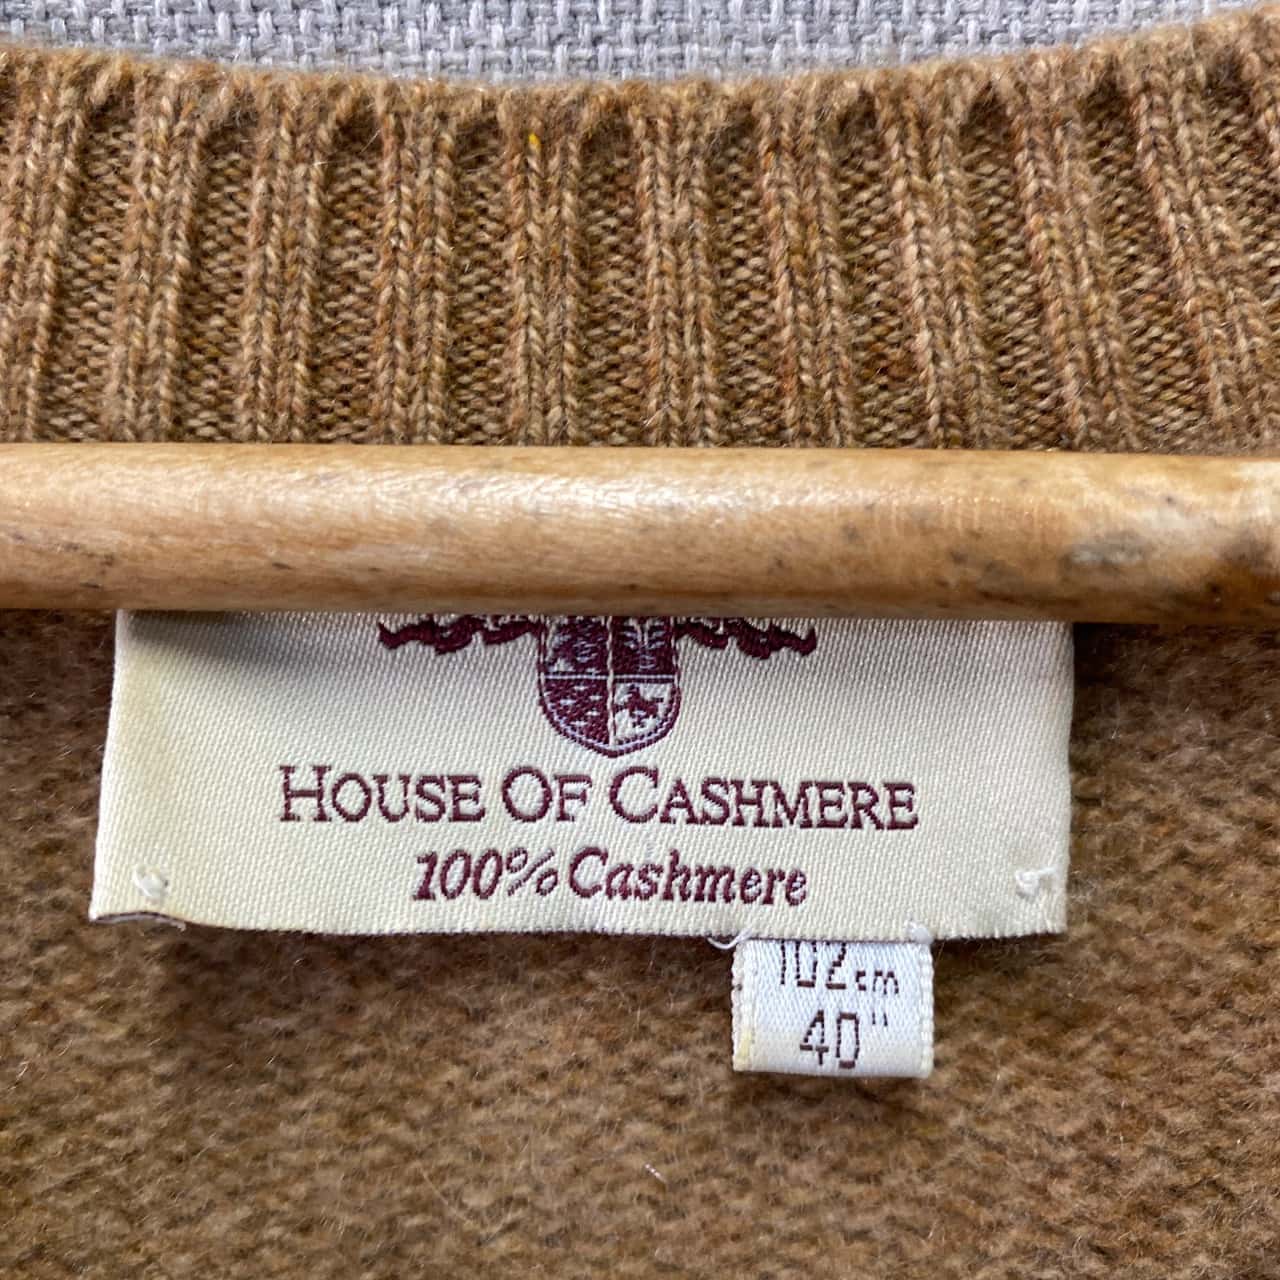 HOUSE OF CASHMERE
100% Cashmere
102cm
40"